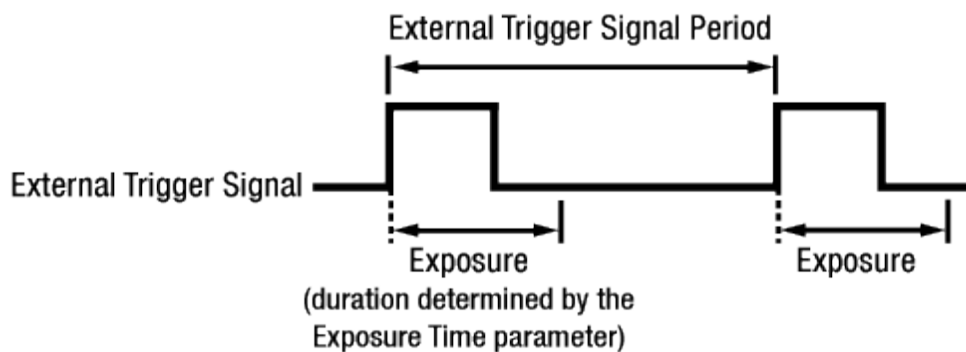 External Trigger Signal Period
External Trigger Signal
Exposure
(duration determined by the
Exposure Time parameter)
Exposure